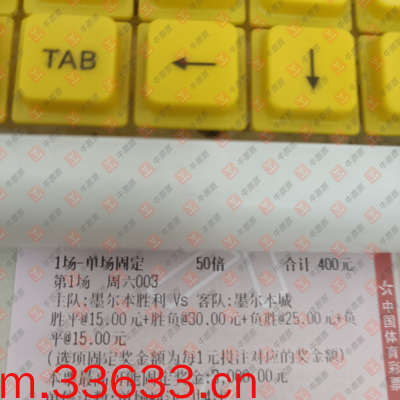 TAB ← ↓
1场-单场固定 50倍 合计 400元
第1场 周六003
主队:墨尔本胜利 Vs 客队:墨尔本城
胜平@15.00元+胜负@30.00元+负胜@25.00元+负
平@15.00元
(选项固定奖金额为每1元投注对应的奖金额)
中国体育彩票
m.33633.cn